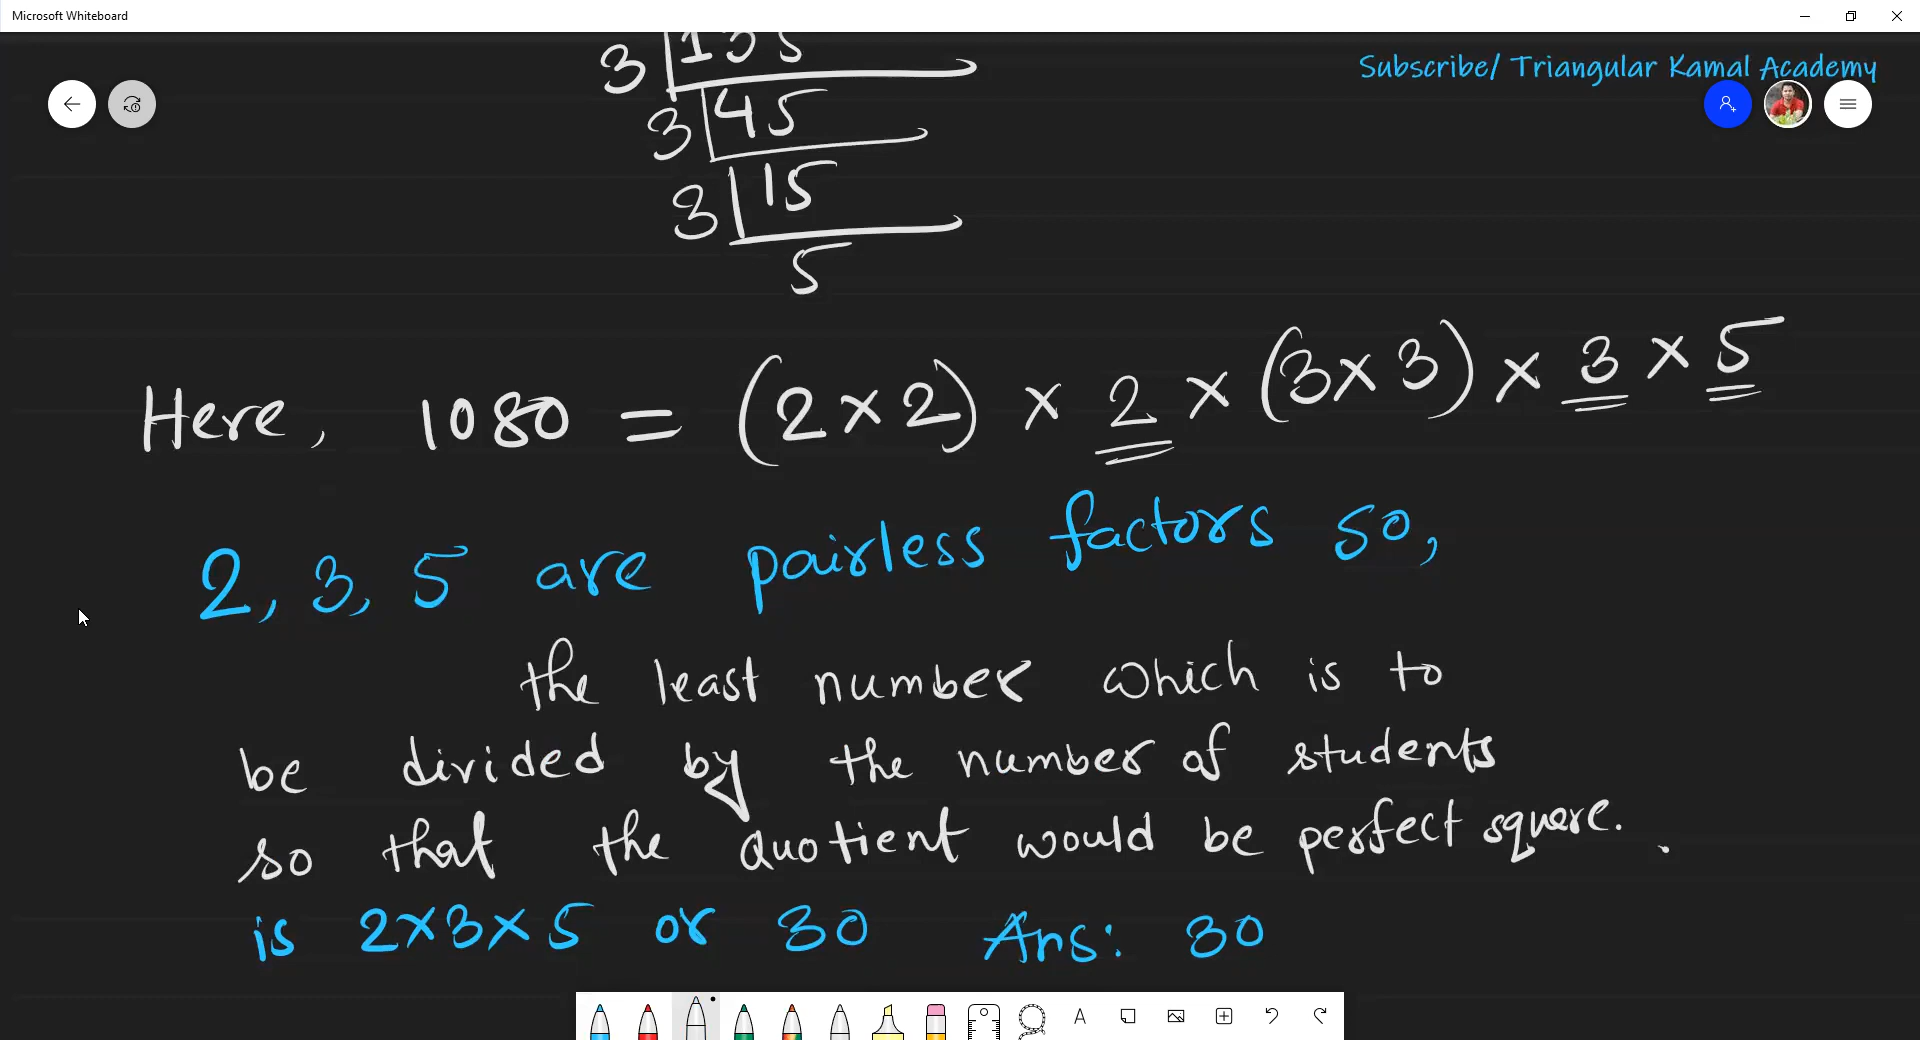 Microsoft Whiteboard
Subscribe/ Triangular Kamal Academy
3 135
3 45
3 15
5
Here, 1080 = (2×2) × 2 × (3×3) × 3 × 5
2, 3, 5 are pairless factors so,
the least number which is to
be divided by the number of students
so that the quotient would be perfect square. .
is 2×3×5 or 30 Ans: 30
A